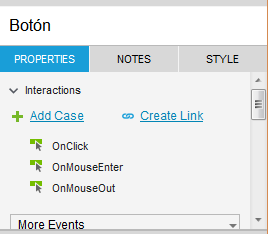 Botón
PROPERTIES NOTES STYLE
Interactions
Add Case Create Link
OnClick
OnMouseEnter
OnMouseOut
More Events